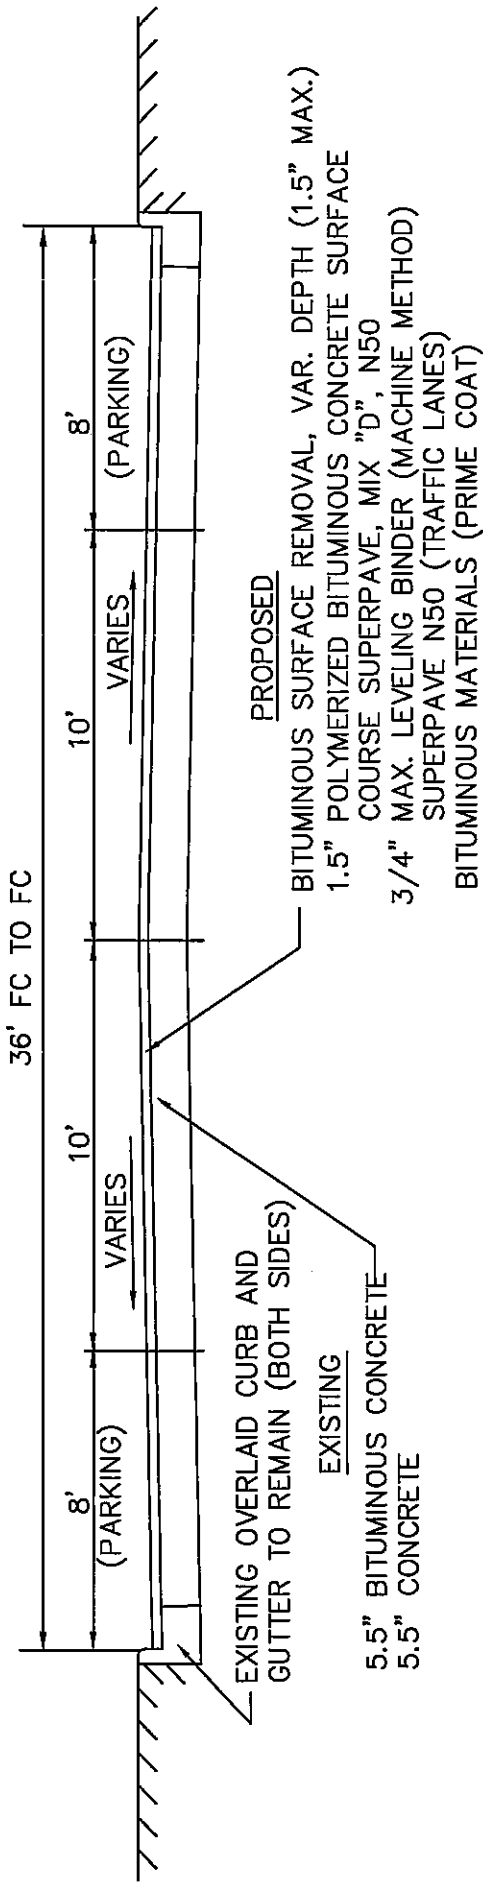 36' FC TO FC
8'
10'
10'
8'
(PARKING)
VARIES
VARIES
(PARKING)
EXISTING OVERLAID CURB AND
GUTTER TO REMAIN (BOTH SIDES)
EXISTING
5.5" BITUMINOUS CONCRETE
5.5" CONCRETE
PROPOSED
BITUMINOUS SURFACE REMOVAL, VAR. DEPTH (1.5" MAX.)
1.5" POLYMERIZED BITUMINOUS CONCRETE SURFACE
COURSE SUPERPAVE, MIX "D", N50
3/4" MAX. LEVELING BINDER (MACHINE METHOD)
SUPERPAVE N50 (TRAFFIC LANES)
BITUMINOUS MATERIALS (PRIME COAT)